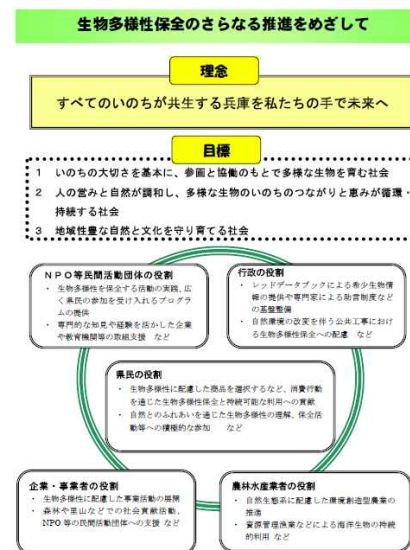 生物多様性保全のさらなる推進をめざして
理念
すべてのいのちが共生する兵庫を私たちの手で未来へ
目標
1 いのちの大切さを基本に、参画と協働のもとで多様な生物を育む社会
2 人の営みと自然が調和し、多様な生物のいのちのつながりと恵みが循環・
持続する社会
3 地域性豊な自然と文化を守り育てる社会
NPO等民間活動団体の役割
・ 生物多様性を保全する活動の実践、広
く県民の参加を受け入れるプログラ
ムの提供
・ 専門的な知見や経験を活かした企業
や教育機関等の取組支援 など
行政の役割
・ レッドデータブックによる希少生物情
報の提供や専門家による助言制度など
の基盤整備
・ 自然環境の改変を伴う公共工事におけ
る生物多様性保全への配慮 など
県民の役割
・ 生物多様性に配慮した商品を選択するなど、消費行動
を通じた生物多様性保全と持続可能な利用への貢献
・ 自然とのふれあいを通じた生物多様性の理解、保全活
動等への積極的な参加 など
企業・事業者の役割
・ 生物多様性に配慮した事業活動の展開
・ 森林や里山などでの社会貢献活動、
NPO 等の民間活動団体への支援 など
農林水産業者の役割
・ 自然生態系に配慮した環境創造型農業の
推進
・ 資源管理漁業などによる海洋生物の持続
的利用 など